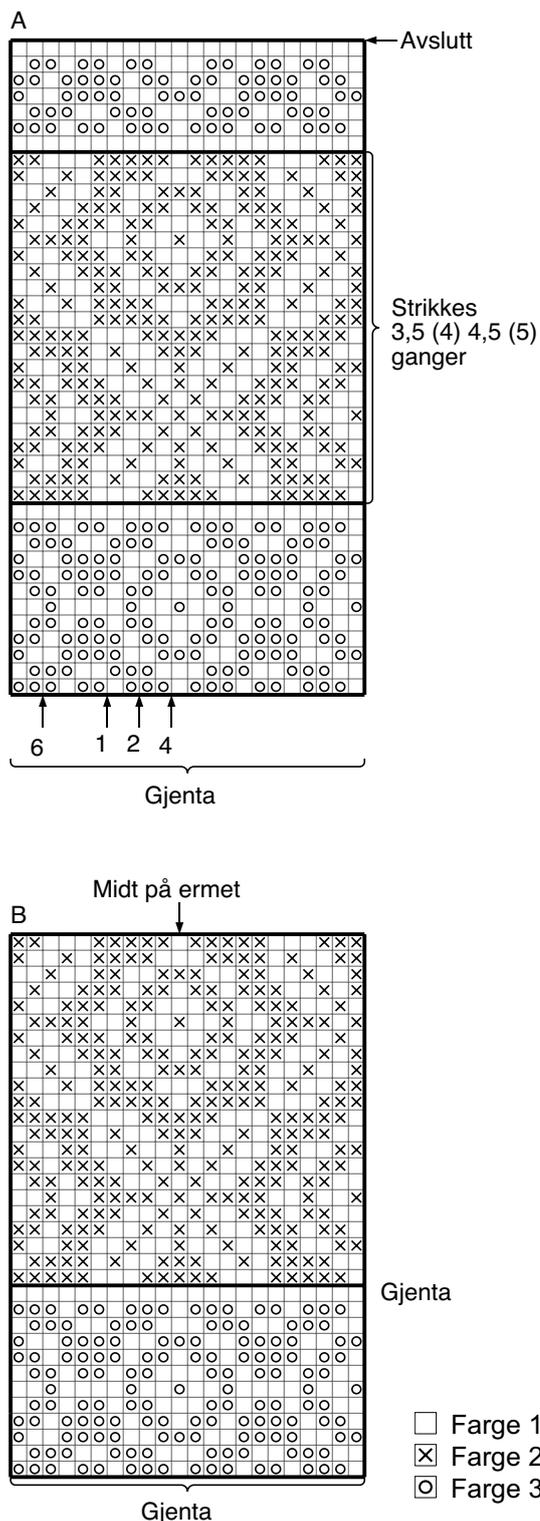 A
Avslutt
Strikkes
3,5 (4) 4,5 (5)
ganger
6 1 2 4
Gjenta
Midt på ermet
B
Gjenta
Farge 1
Farge 2
Farge 3
Gjenta